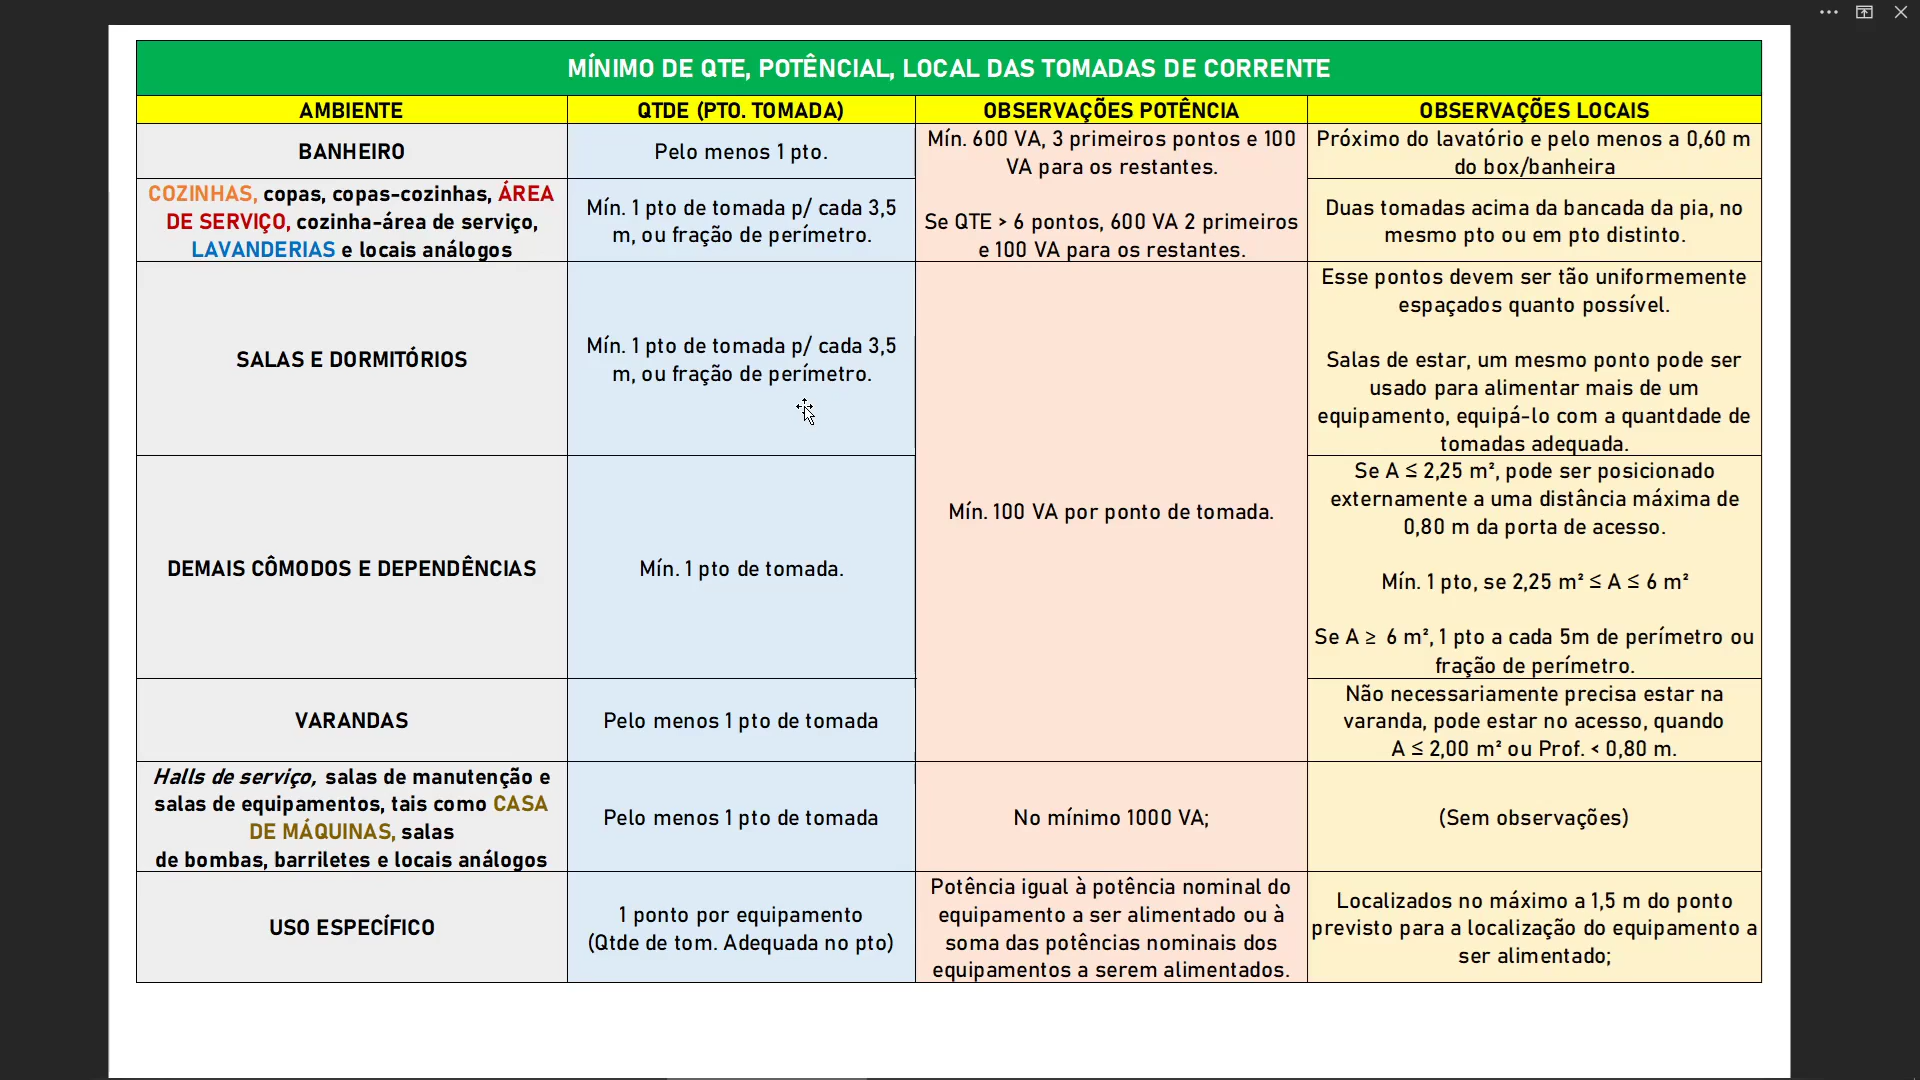 MÍNIMO DE QTE, POTÊNCIAL, LOCAL DAS TOMADAS DE CORRENTE
AMBIENTE
QTDE (PTO. TOMADA)
OBSERVAÇÕES POTÊNCIA
OBSERVAÇÕES LOCAIS
BANHEIRO
Pelo menos 1 pto.
Mín. 600 VA, 3 primeiros pontos e 100
VA para os restantes.
Se QTE > 6 pontos, 600 VA 2 primeiros
e 100 VA para os restantes.
Próximo do lavatório e pelo menos a 0,60 m
do box/banheira
COZINHAS, copas, copas-cozinhas, ÁREA
DE SERVIÇO, cozinha-área de serviço,
LAVANDERIAS e locais análogos
Mín. 1 pto de tomada p/ cada 3,5
m, ou fração de perímetro.
Duas tomadas acima da bancada da pia, no
mesmo pto ou em pto distinto.
SALAS E DORMITÓRIOS
Mín. 1 pto de tomada p/ cada 3,5
m, ou fração de perímetro.
Mín. 100 VA por ponto de tomada.
Esse pontos devem ser tão uniformemente
espaçados quanto possível.
Salas de estar, um mesmo ponto pode ser
usado para alimentar mais de um
equipamento, equipá-lo com a quantdade de
tomadas adequada.
DEMAIS CÔMODOS E DEPENDÊNCIAS
Mín. 1 pto de tomada.
Se A ≤ 2,25 m², pode ser posicionado
externamente a uma distância máxima de
0,80 m da porta de acesso.
Mín. 1 pto, se 2,25 m² ≤ A ≤ 6 m²
Se A ≥ 6 m², 1 pto a cada 5m de perímetro ou
fração de perímetro.
VARANDAS
Pelo menos 1 pto de tomada
Não necessariamente precisa estar na
varanda, pode estar no acesso, quando
A ≤ 2,00 m² ou Prof. < 0,80 m.
Halls de serviço, salas de manutenção e
salas de equipamentos, tais como CASA
DE MÁQUINAS, salas
de bombas, barriletes e locais análogos
Pelo menos 1 pto de tomada
No mínimo 1000 VA;
(Sem observações)
USO ESPECÍFICO
1 ponto por equipamento
(Qtde de tom. Adequada no pto)
Potência igual à potência nominal do
equipamento a ser alimentado ou à
soma das potências nominais dos
equipamentos a serem alimentados.
Localizados no máximo a 1,5 m do ponto
previsto para a localização do equipamento a
ser alimentado;